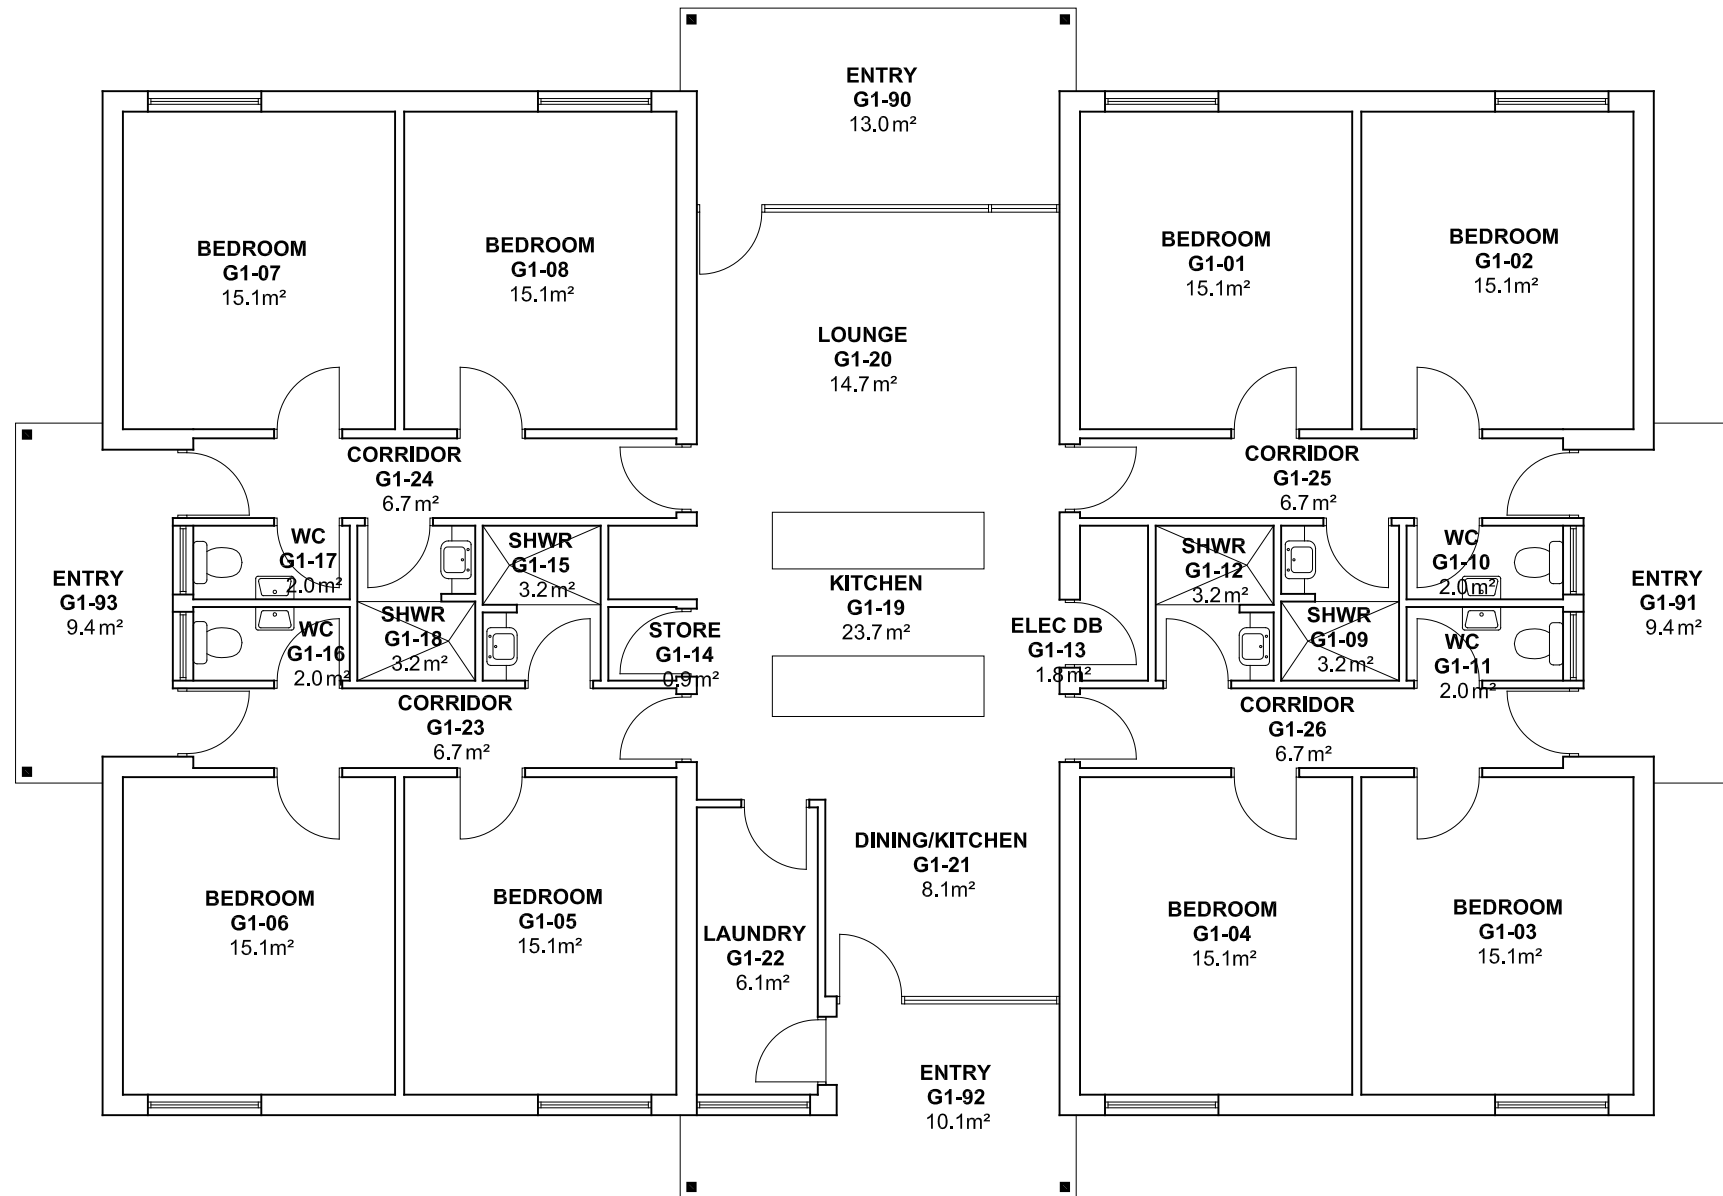 ENTRY
G1-90
13.0m²
BEDROOM
G1-07
15.1m²
BEDROOM
G1-08
15.1m²
BEDROOM
G1-01
15.1m²
BEDROOM
G1-02
15.1m²
LOUNGE
G1-20
14.7m²
CORRIDOR
G1-24
6.7m²
CORRIDOR
G1-25
6.7m²
WC
G1-17
2.0m²
SHWR
G1-15
3.2m²
SHWR
G1-12
3.2m²
WC
G1-10
2.0m²
ENTRY
G1-93
9.4m²
KITCHEN
G1-19
23.7m²
ENTRY
G1-91
9.4m²
WC
G1-16
2.0m²
SHWR
G1-18
3.2m²
STORE
G1-14
0.9m²
ELEC DB
G1-13
1.8m²
SHWR
G1-09
3.2m²
WC
G1-11
2.0m²
CORRIDOR
G1-23
6.7m²
CORRIDOR
G1-26
6.7m²
DINING/KITCHEN
G1-21
8.1m²
BEDROOM
G1-06
15.1m²
BEDROOM
G1-05
15.1m²
LAUNDRY
G1-22
6.1m²
BEDROOM
G1-04
15.1m²
BEDROOM
G1-03
15.1m²
ENTRY
G1-92
10.1m²